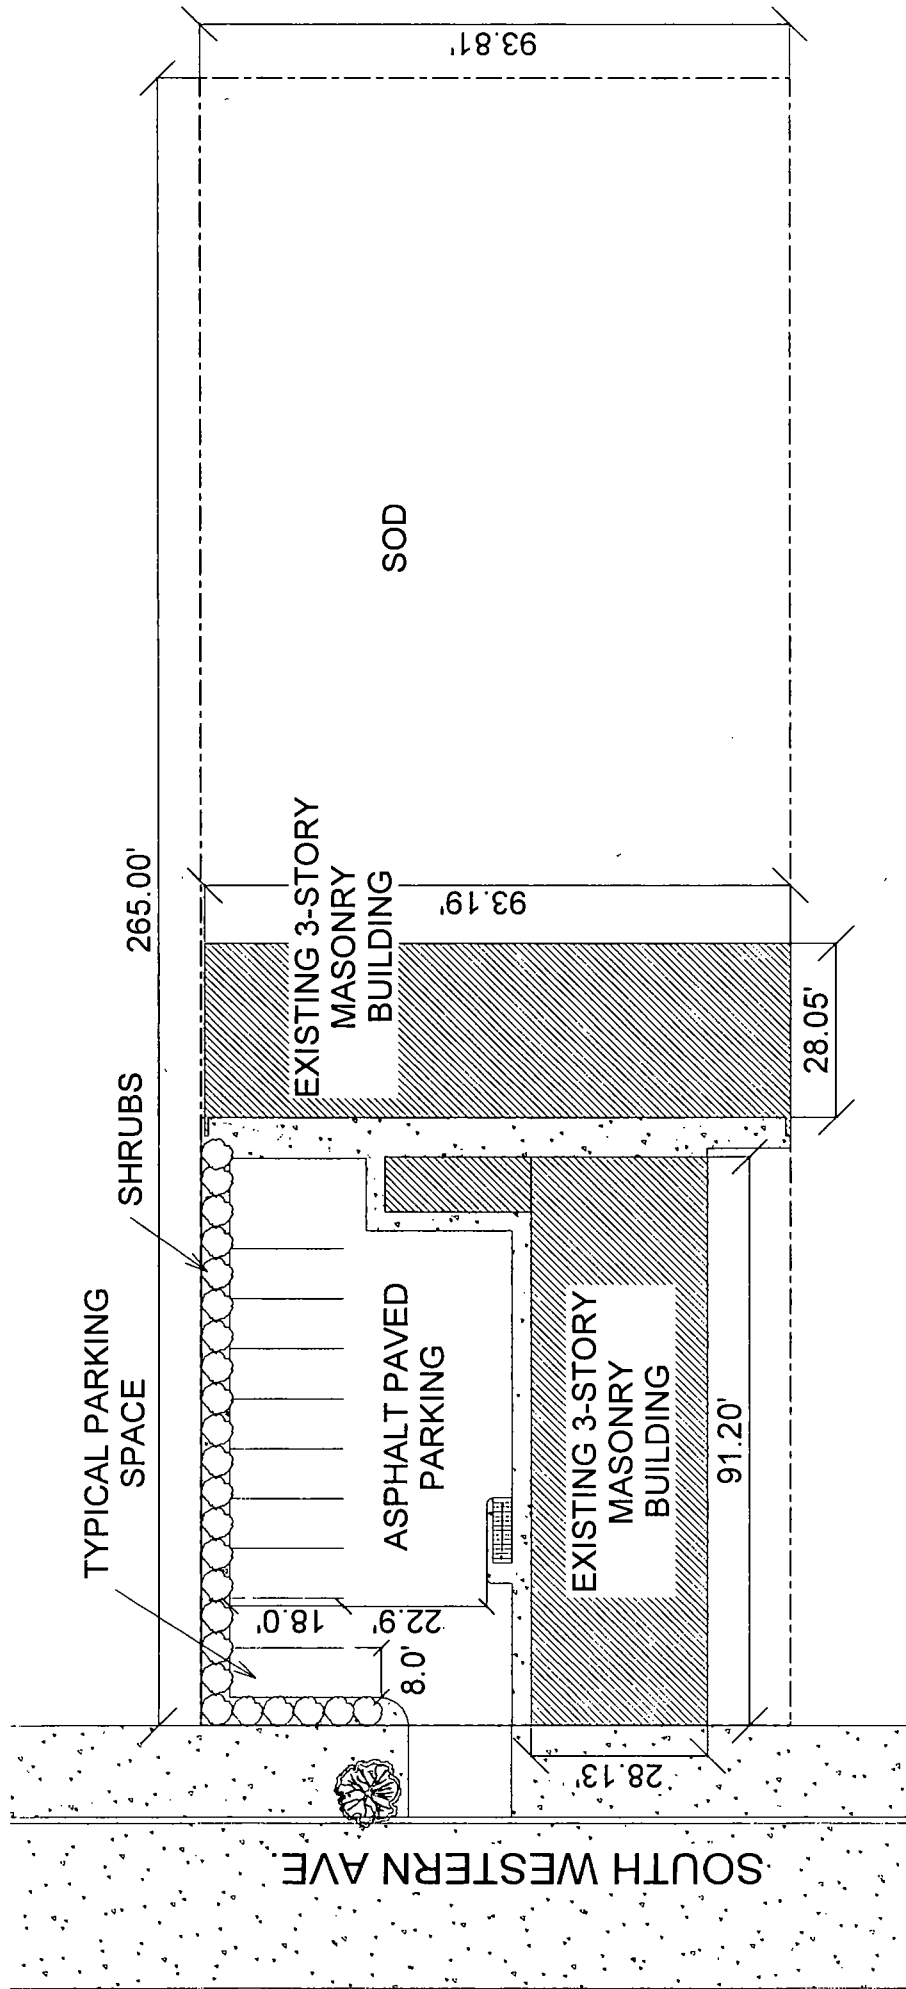 93.81'
265.00'
SOD
EXISTING 3-STORY
MASONRY
BUILDING
93.19'
28.05'
SHRUBS
TYPICAL PARKING
SPACE
ASPHALT PAVED
PARKING
EXISTING 3-STORY
MASONRY
BUILDING
91.20'
18.0'
22.9'
8.0'
28.13'
SOUTH WESTERN AVE.